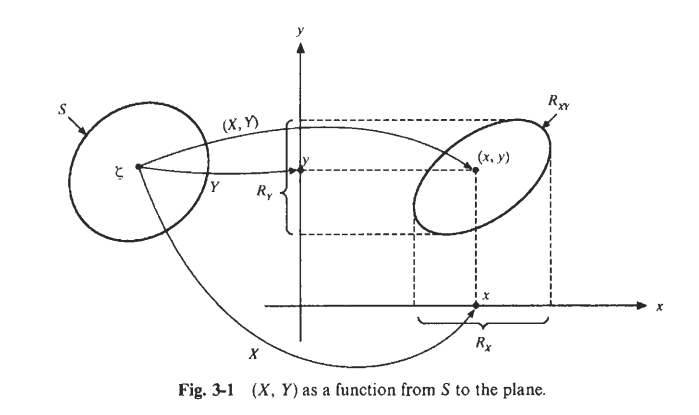 y
S
R_XY
(X, Y)
(x, y)
ζ
y
Y
R_Y
x
x
R_X
X
Fig. 3-1 (X, Y) as a function from S to the plane.